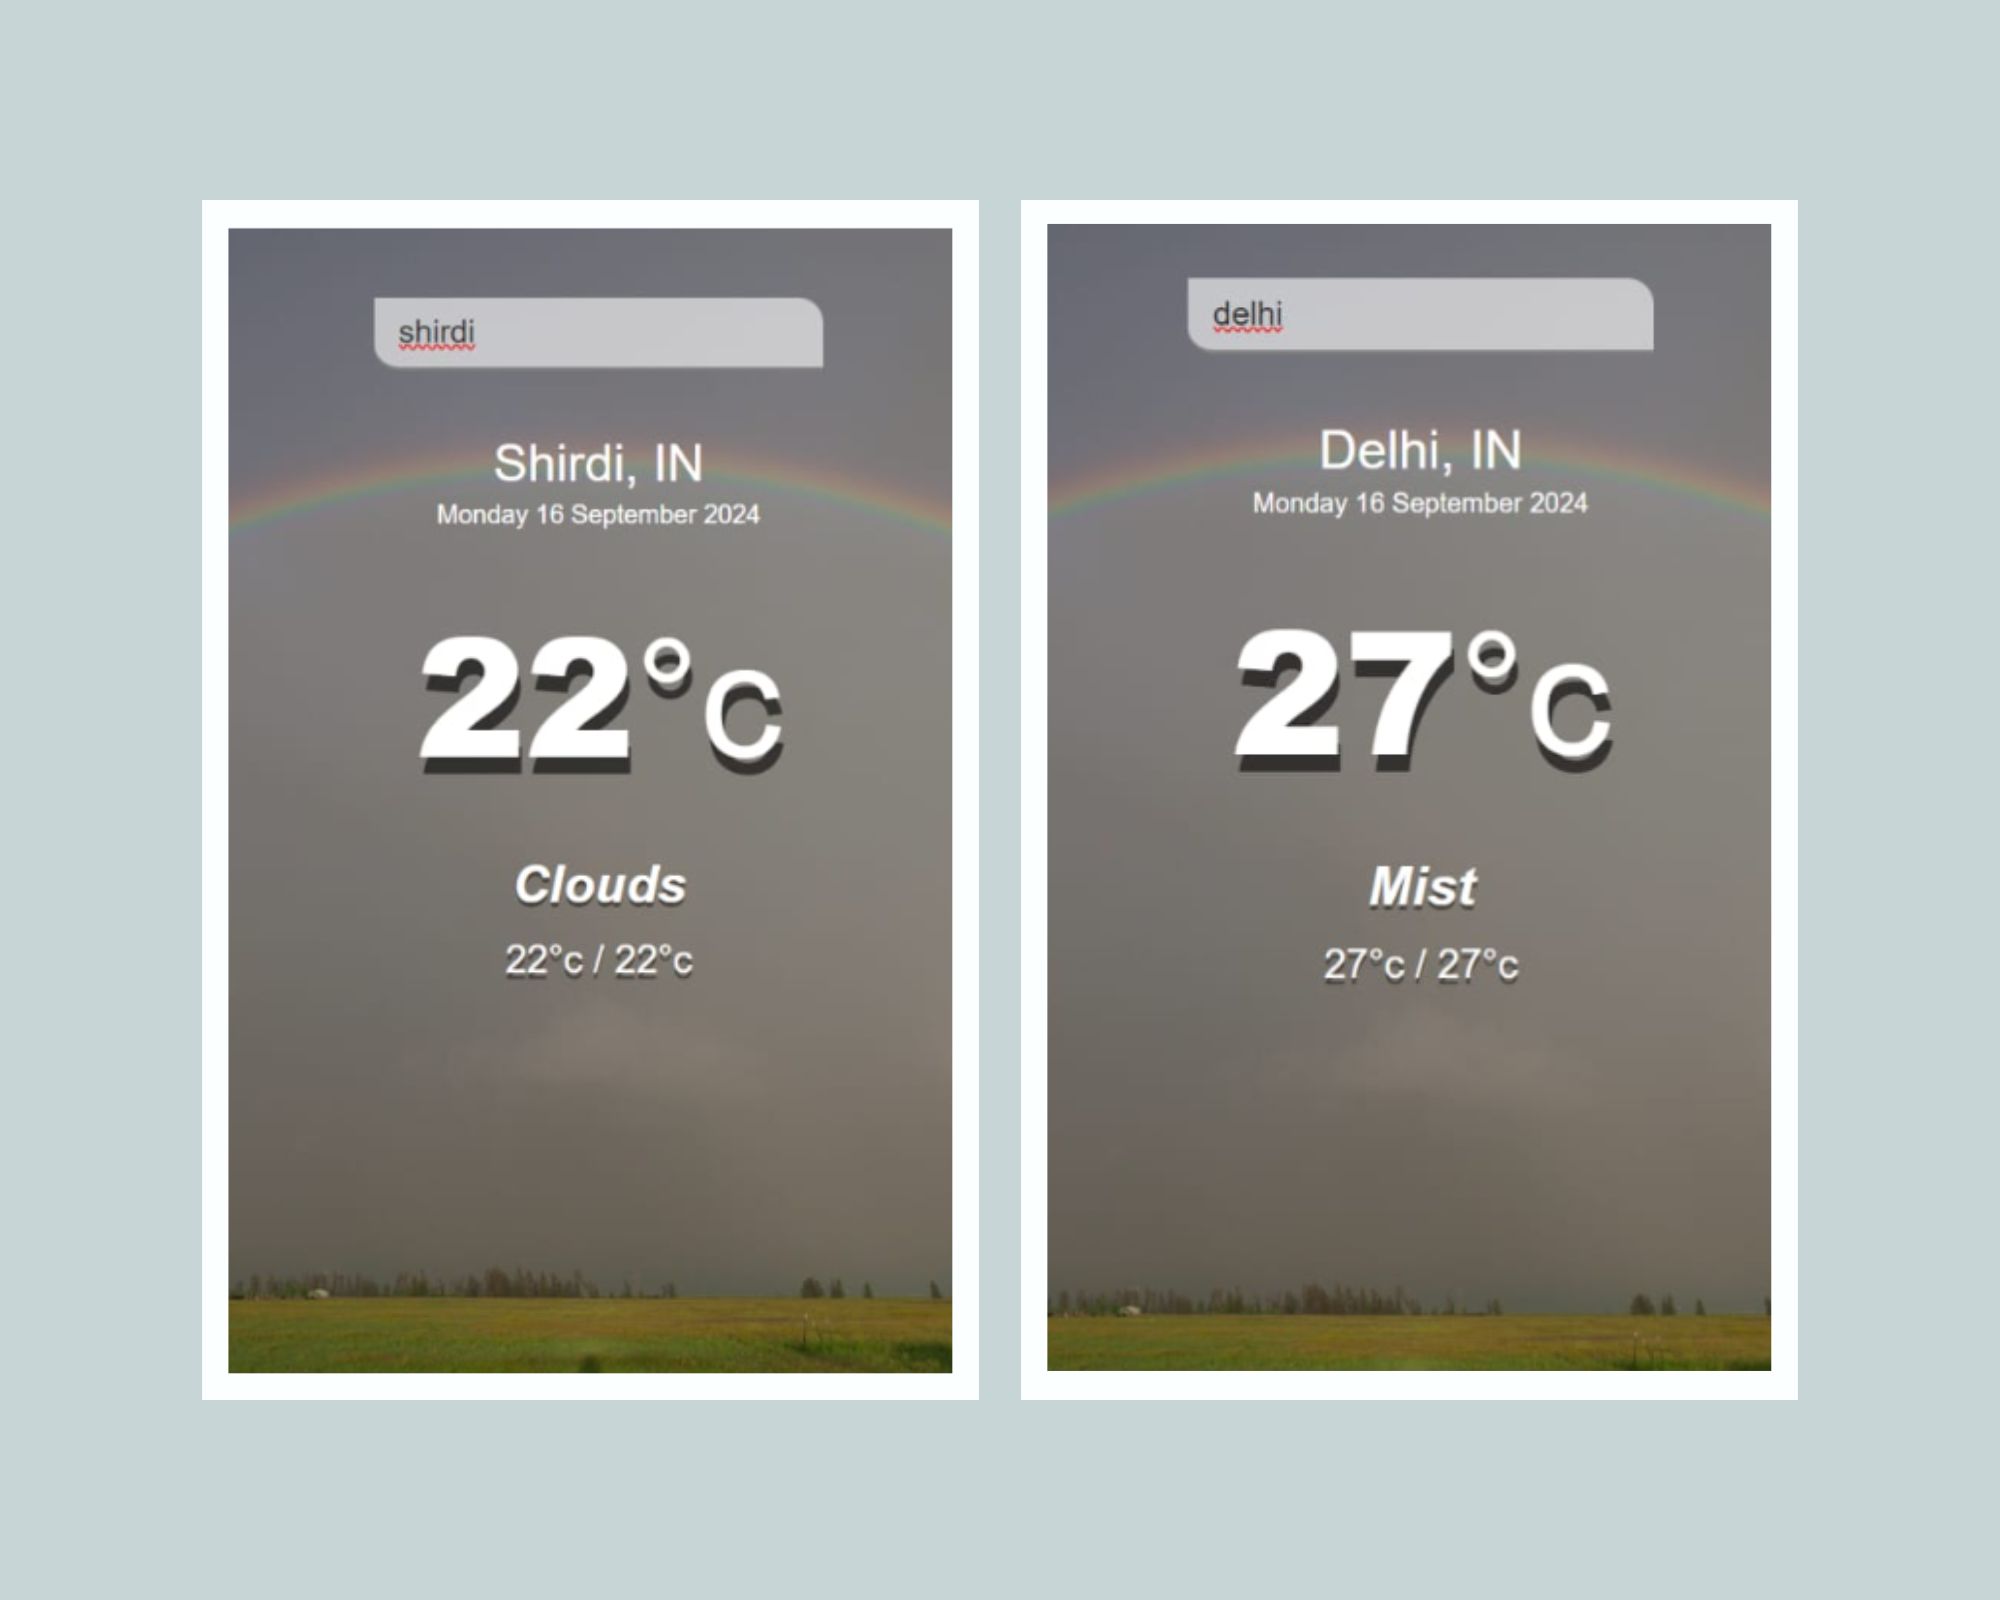 shirdi
Shirdi, IN
Monday 16 September 2024
22°c
Clouds
22°c / 22°c
delhi
Delhi, IN
Monday 16 September 2024
27°c
Mist
27°c / 27°c